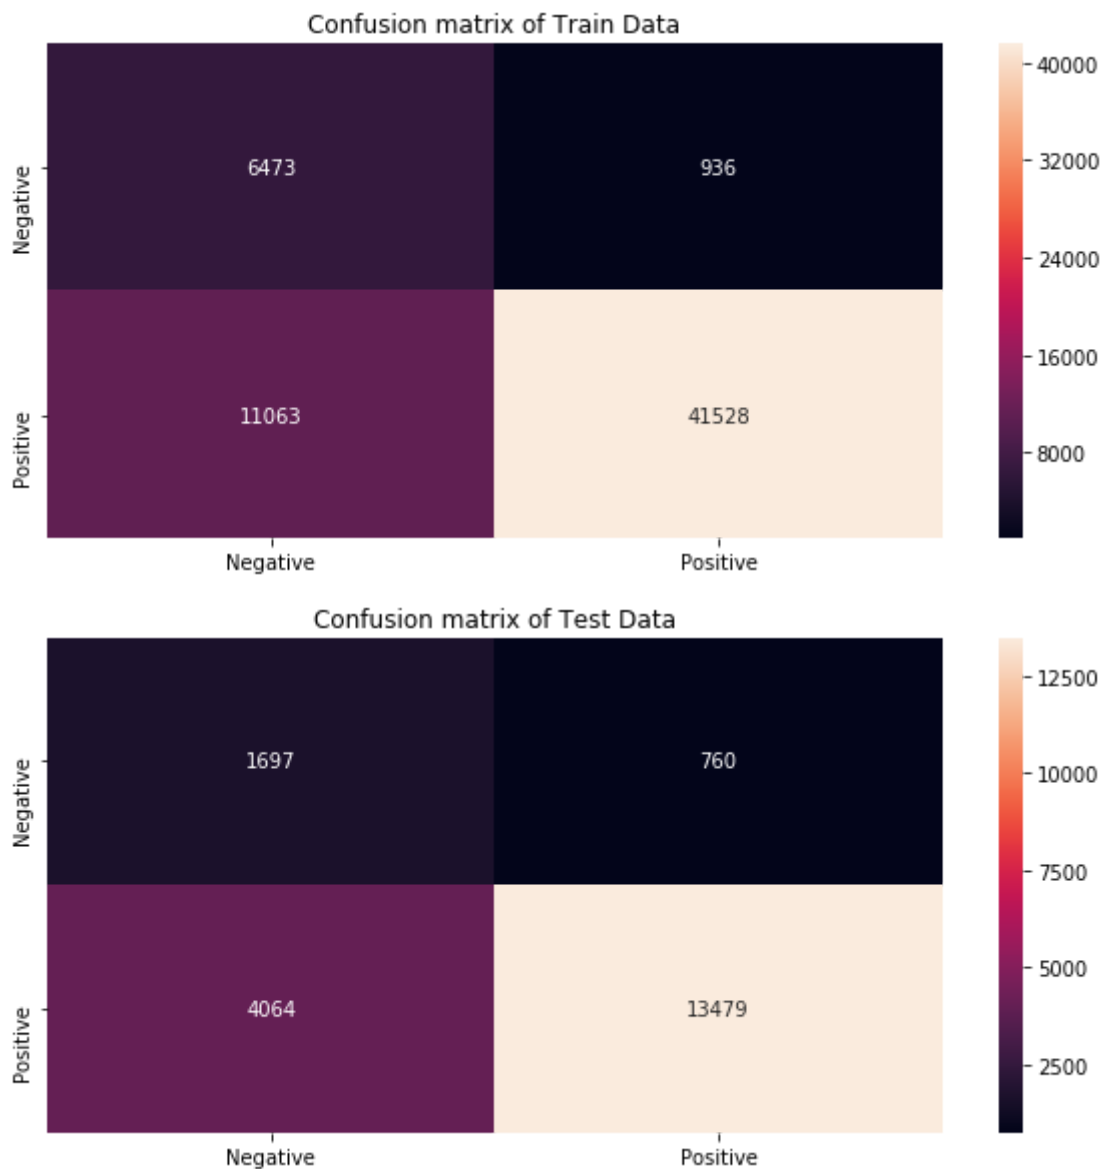 Confusion matrix of Train Data
40000
Negative
6473
936
32000
24000
16000
Positive
11063
41528
8000
Negative
Positive
Confusion matrix of Test Data
12500
Negative
1697
760
10000
7500
5000
Positive
4064
13479
2500
Negative
Positive